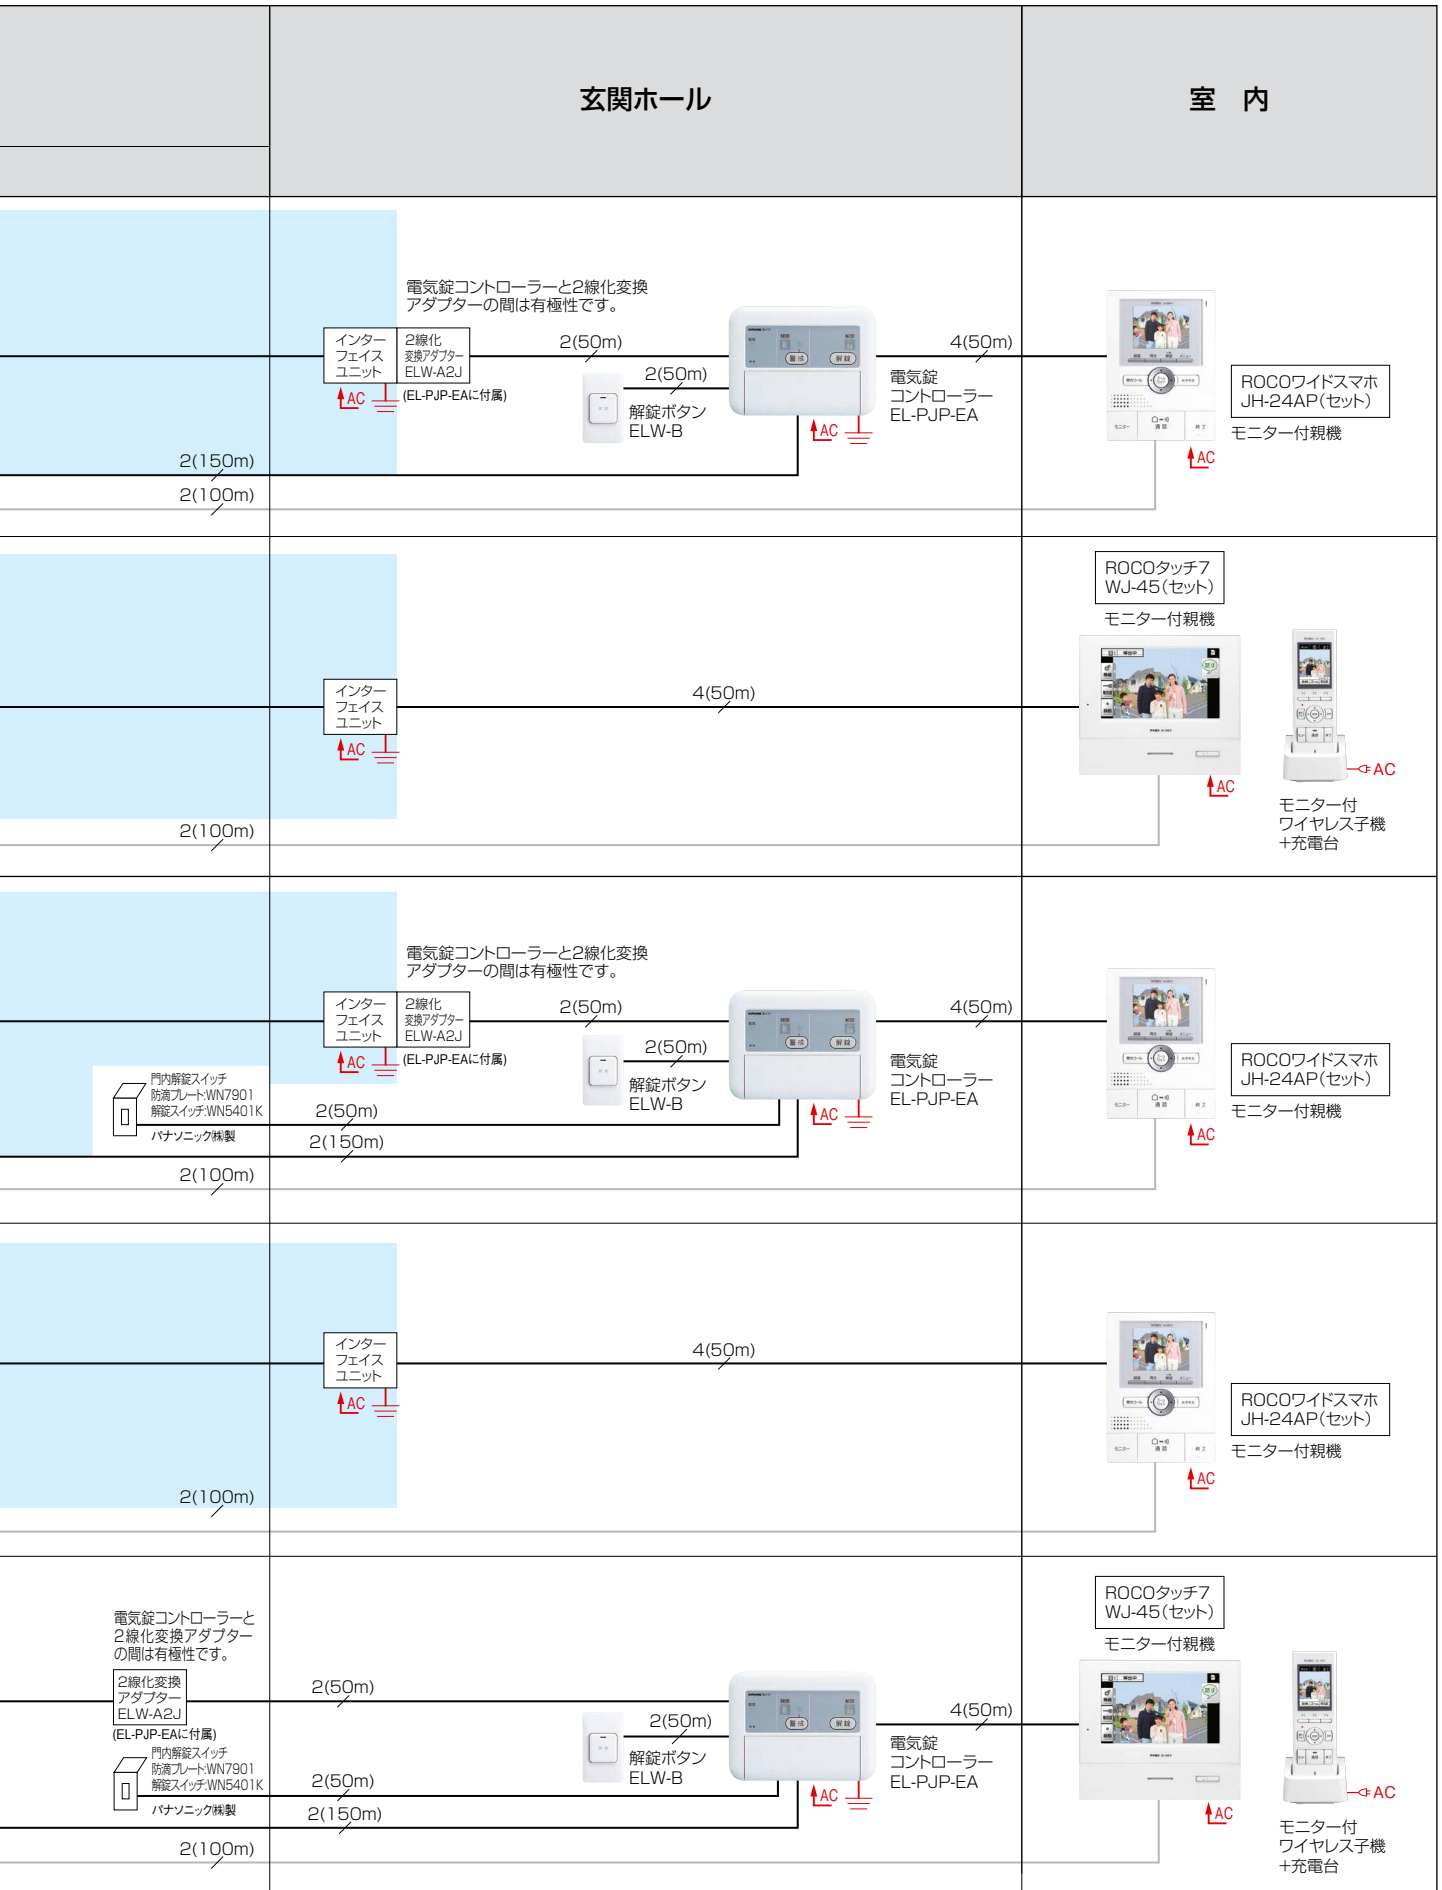 玄関ホール
室 内
電気錠コントローラーと2線化変換
アダプターの間は有極性です。
インター
フェイス
ユニット
2線化
変換アダプター
ELW-A2J
(EL-PJP-EAに付属)
AC
2(50m)
2(50m)
解錠ボタン
ELW-B
警戒
解錠
AC
4(50m)
電気錠
コントローラー
EL-PJP-EA
ROCOワイドスマホ
JH-24AP(セット)
モニター付親機
AC
2(150m)
2(100m)
ROCOタッチ7
WJ-45(セット)
モニター付親機
インター
フェイス
ユニット
AC
4(50m)
AC
AC
モニター付
ワイヤレス子機
+充電台
2(100m)
電気錠コントローラーと2線化変換
アダプターの間は有極性です。
インター
フェイス
ユニット
2線化
変換アダプター
ELW-A2J
(EL-PJP-EAに付属)
AC
2(50m)
2(50m)
解錠ボタン
ELW-B
警戒
解錠
AC
4(50m)
電気錠
コントローラー
EL-PJP-EA
ROCOワイドスマホ
JH-24AP(セット)
モニター付親機
AC
門内解錠スイッチ
防滴プレート:WN7901
解錠スイッチ:WN5401K
パナソニック㈱製
2(50m)
2(150m)
2(100m)
インター
フェイス
ユニット
AC
4(50m)
ROCOワイドスマホ
JH-24AP(セット)
モニター付親機
AC
2(100m)
電気錠コントローラーと
2線化変換アダプター
の間は有極性です。
2線化変換
アダプター
ELW-A2J
(EL-PJP-EAに付属)
門内解錠スイッチ
防滴プレート:WN7901
解錠スイッチ:WN5401K
パナソニック㈱製
2(50m)
2(50m)
解錠ボタン
ELW-B
警戒
解錠
AC
4(50m)
電気錠
コントローラー
EL-PJP-EA
2(50m)
2(150m)
2(100m)
ROCOタッチ7
WJ-45(セット)
モニター付親機
AC
AC
モニター付
ワイヤレス子機
+充電台